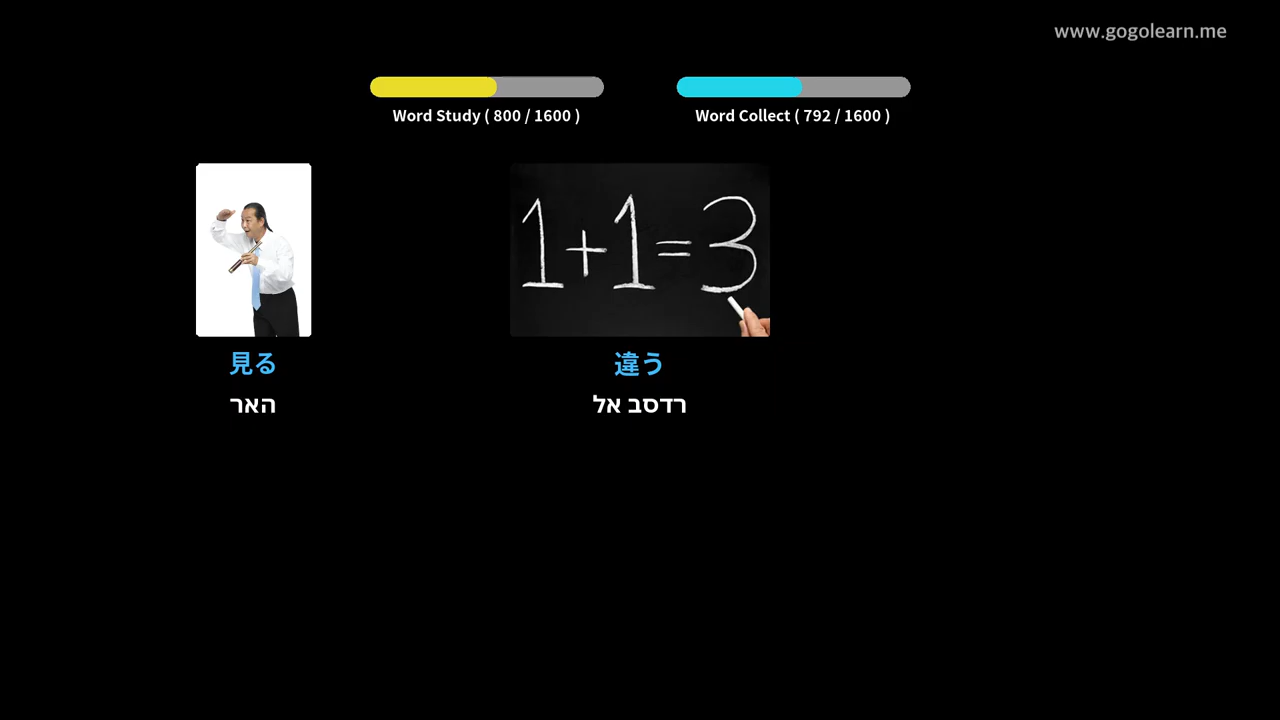 www.gogolearn.me
Word Study ( 800 / 1600 )
Word Collect ( 792 / 1600 )
1+1=3
見る
האר
違う
רדסב אל